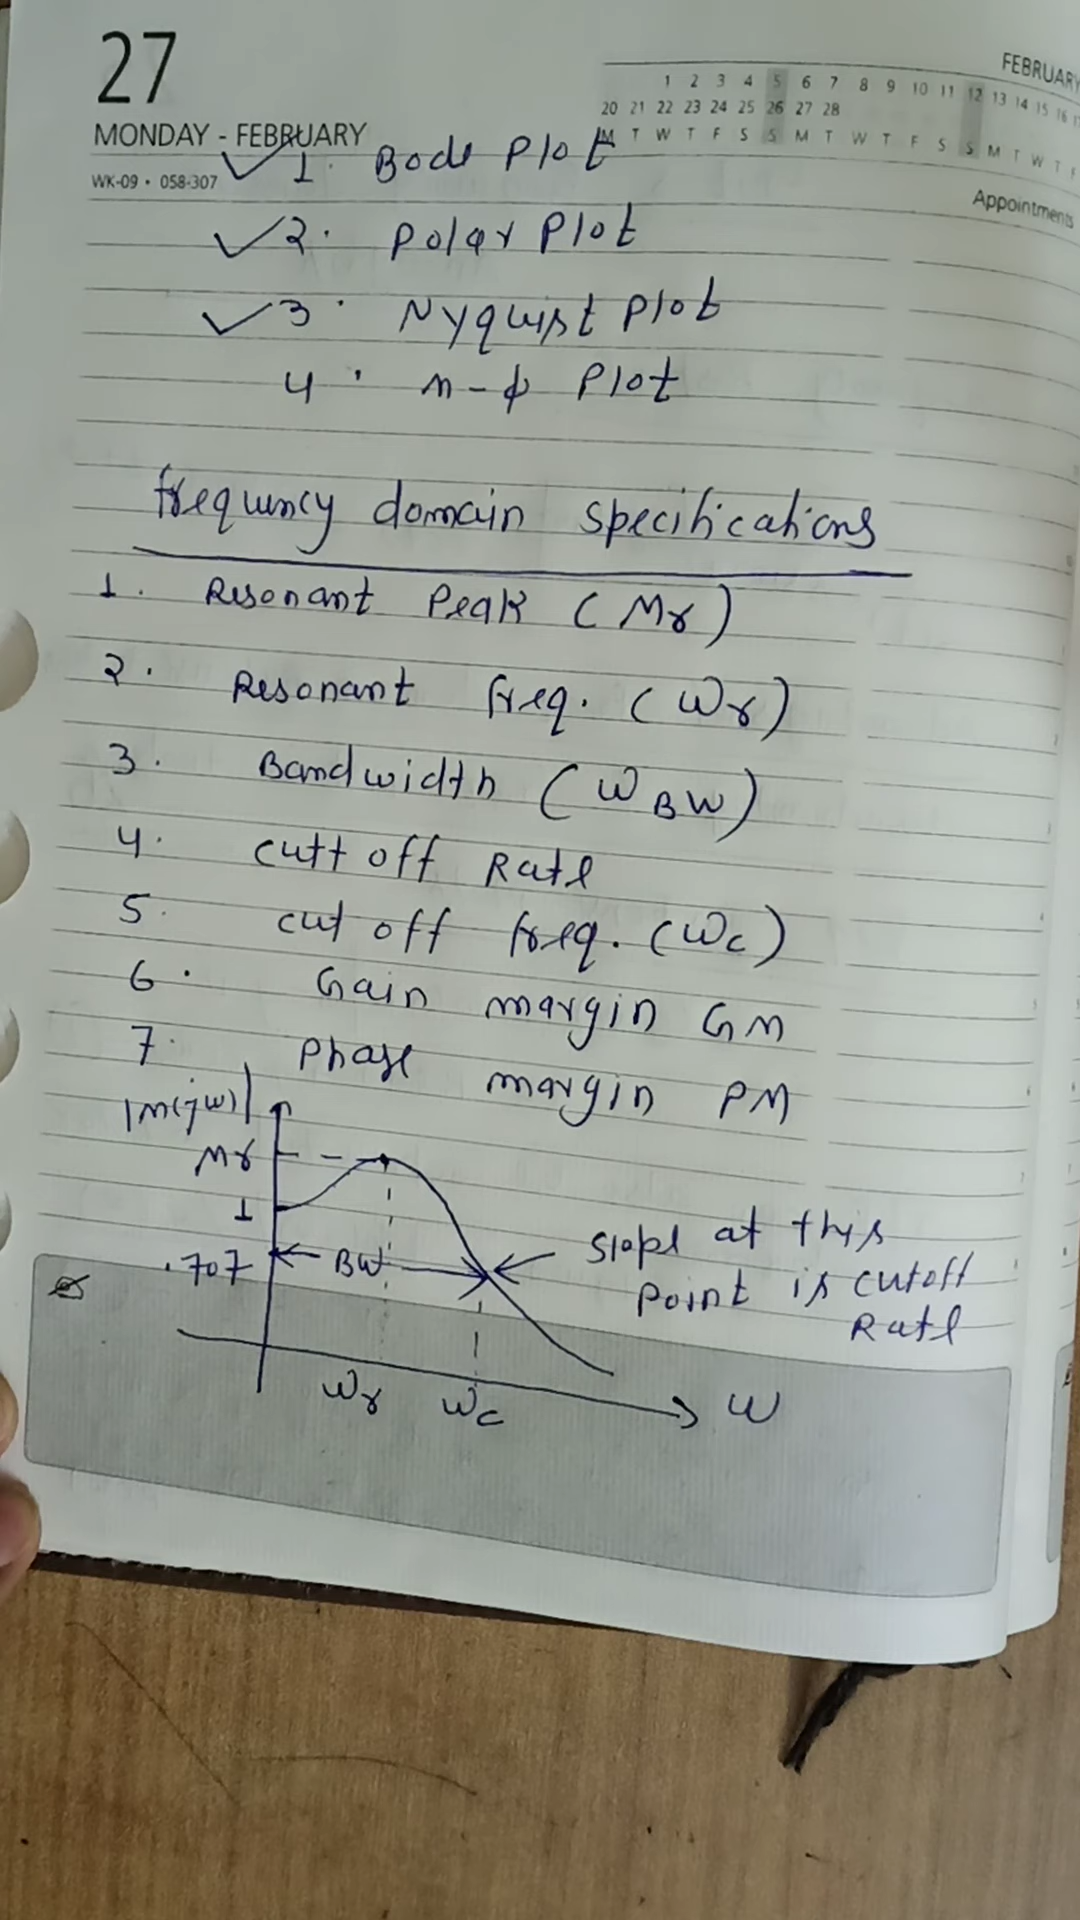 27
MONDAY - FEBRUARY
WK-09 • 058-307
FEBRUARY
1 2 3 4 5 6 7 8 9 10 11 12 13 14 15 16
20 21 22 23 24 25 26 27 28
M T W T F S S M T W T F S S M T W T F
Appointments
1. Bode Plot
2. Polar Plot
3. Nyquist Plot
4. M-ϕ Plot
frequency domain specifications
1. Resonant Peak (Mr)
2. Resonant freq. (ωr)
3. Bandwidth (ωBW)
4. cutt off Rate
5. cut off freq. (ωc)
6. Gain margin GM
7. Phase margin PM
|M(jω)|
Mr
1
.707
BW
Slope at this
Point is cutoff
Rate
ωr ωc ω